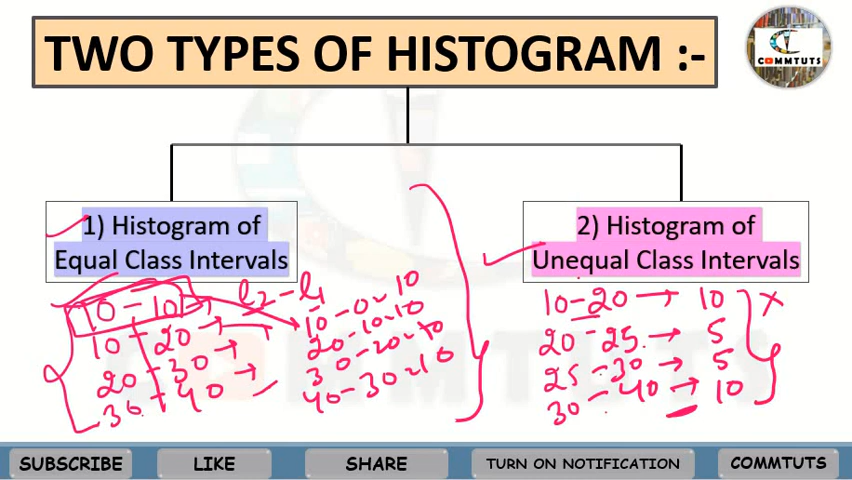 TWO TYPES OF HISTOGRAM :-
COMMTUTS
1) Histogram of
Equal Class Intervals
10 - 10
l2 - l1
10 - 20
10 - 0 = 10
20 - 30
20 - 10 = 10
30 - 40
30 - 20 = 10
40 - 30 = 10
2) Histogram of
Unequal Class Intervals
10 - 20 → 10
20 - 25 → 5
25 - 30 → 5
30 - 40 → 10
SUBSCRIBE
LIKE
SHARE
TURN ON NOTIFICATION
COMMTUTS